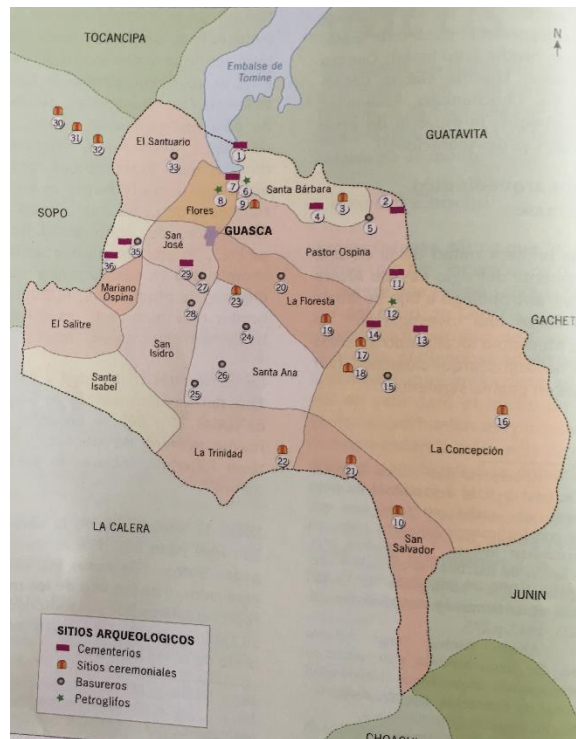 TOCANCIPA
Embalse de
Tomine
N
30
31
32
El Santuario
33
1
GUATAVITA
7
6
8
9
Santa Bárbara
3
4
2
5
SOPO
Flores
GUASCA
San
José
Pastor Ospina
35
36
29
27
20
11
Mariano
Ospina
23
28
La Floresta
12
GACHET
El Salitre
19
14
13
24
17
San
Isidro
26
Santa Ana
18
15
Santa
Isabel
25
16
La Trinidad
22
21
La Concepción
10
San
Salvador
LA CALERA
JUNIN
SITIOS ARQUEOLOGICOS
Cementerios
Sitios ceremoniales
Basureros
Petroglifos